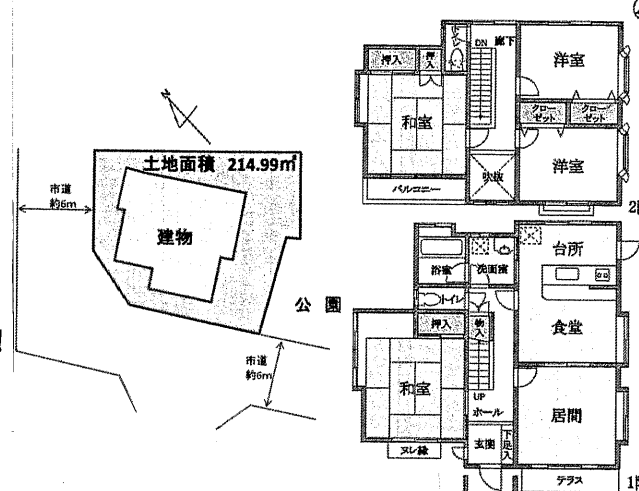 土地面積 214.99㎡
市道
約6m
建物
公園
市道
約6m
押入
押入
トイレ
DN
廊下
洋室
和室
クローゼット
クローゼット
吹抜
洋室
バルコニー
浴室
洗面室
台所
トイレ
押入
物入
食堂
和室
UP
ホール
居間
玄関
下足入
ヌレ縁
テラス